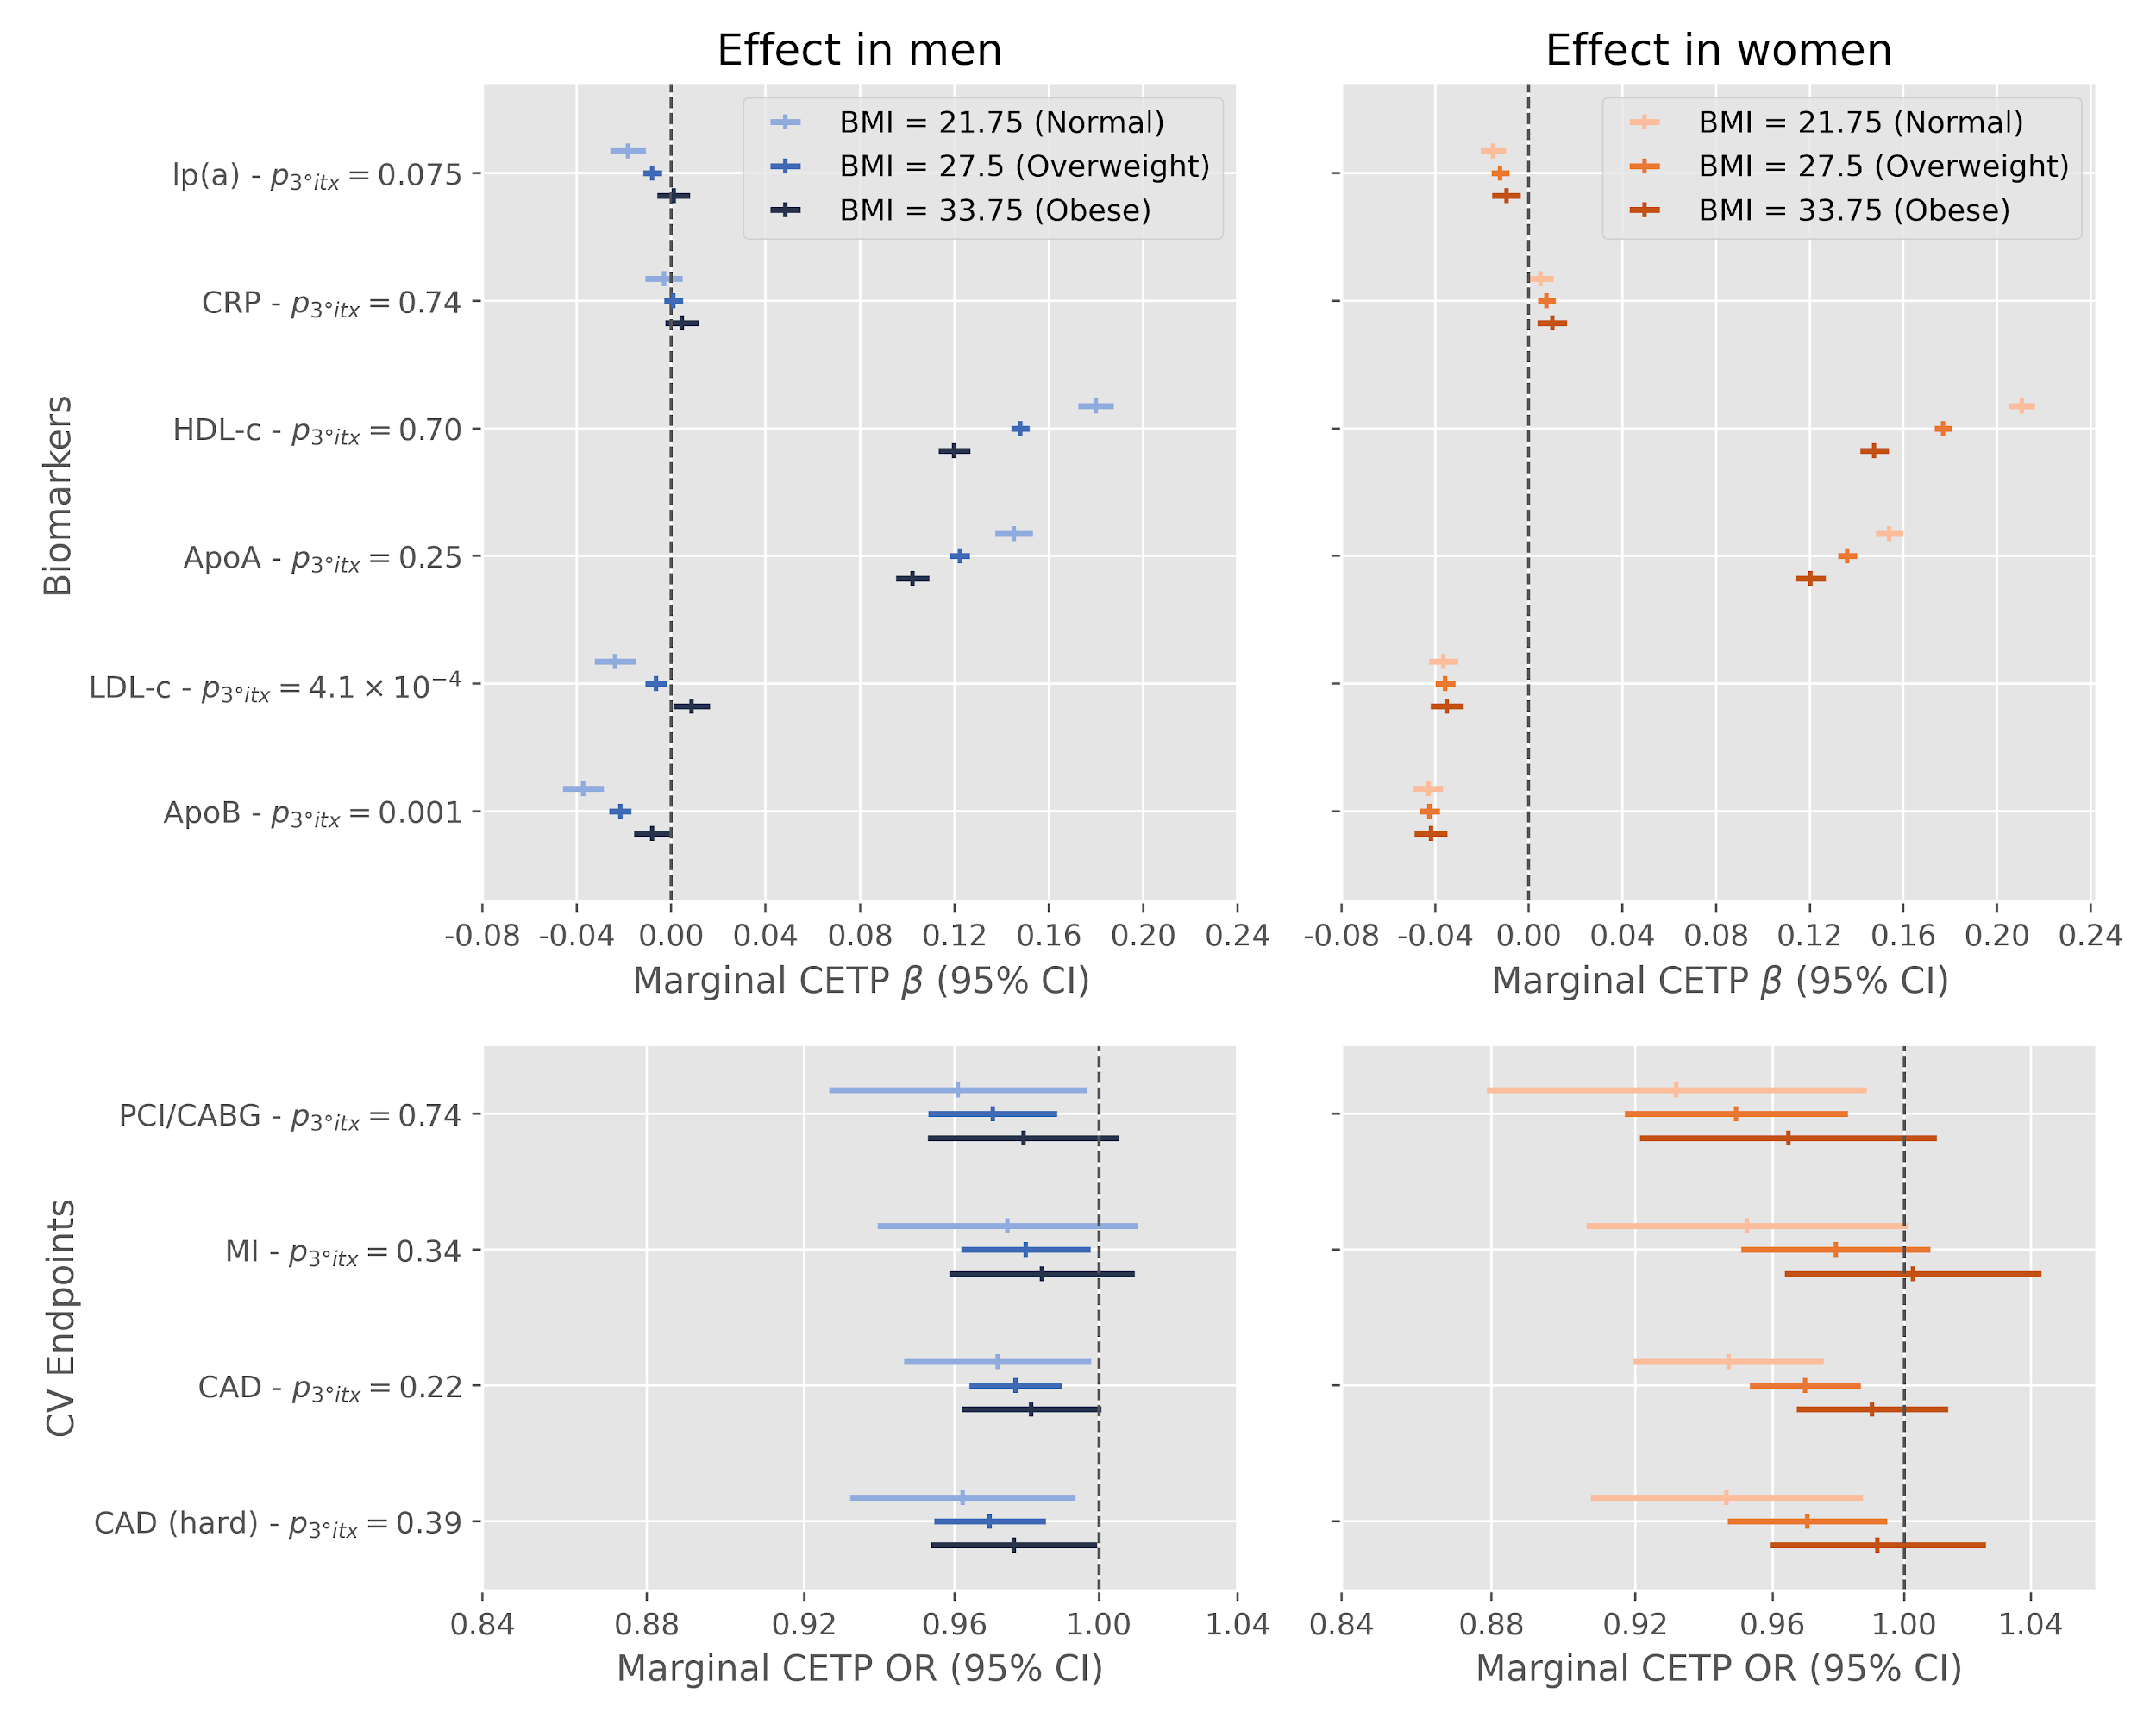 Effect in men
Effect in women
BMI = 21.75 (Normal)
BMI = 27.5 (Overweight)
BMI = 33.75 (Obese)
BMI = 21.75 (Normal)
BMI = 27.5 (Overweight)
BMI = 33.75 (Obese)
Biomarkers
lp(a) - p₃°itx = 0.075
CRP - p₃°itx = 0.74
HDL-c - p₃°itx = 0.70
ApoA - p₃°itx = 0.25
LDL-c - p₃°itx = 4.1 × 10⁻⁴
ApoB - p₃°itx = 0.001
-0.08 -0.04 0.00 0.04 0.08 0.12 0.16 0.20 0.24
-0.08 -0.04 0.00 0.04 0.08 0.12 0.16 0.20 0.24
Marginal CETP β (95% CI)
Marginal CETP β (95% CI)
CV Endpoints
PCI/CABG - p₃°itx = 0.74
MI - p₃°itx = 0.34
CAD - p₃°itx = 0.22
CAD (hard) - p₃°itx = 0.39
0.84 0.88 0.92 0.96 1.00 1.04
0.84 0.88 0.92 0.96 1.00 1.04
Marginal CETP OR (95% CI)
Marginal CETP OR (95% CI)